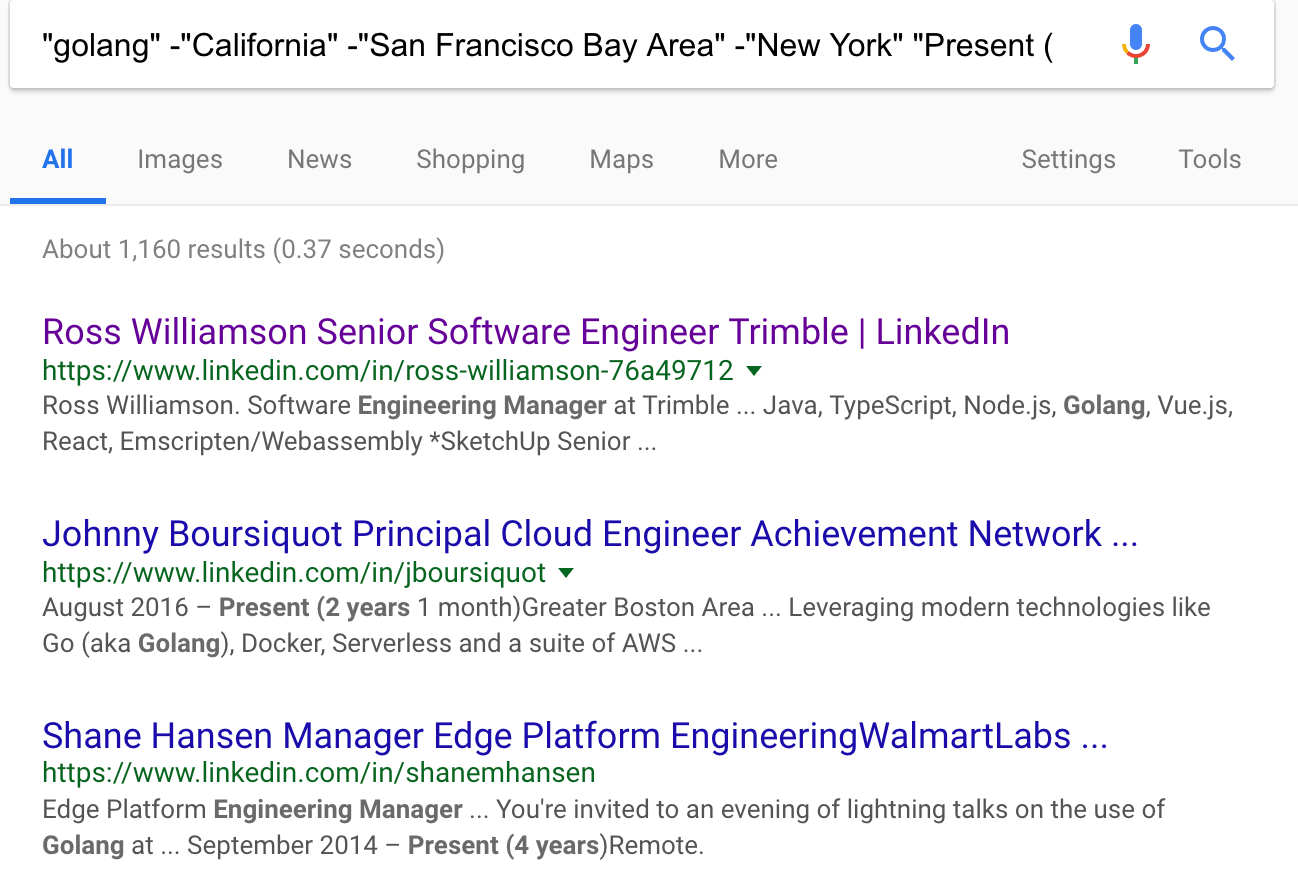 "golang" -"California" -"San Francisco Bay Area" -"New York" "Present (
All Images News Shopping Maps More Settings Tools
About 1,160 results (0.37 seconds)
Ross Williamson Senior Software Engineer Trimble | LinkedIn
https://www.linkedin.com/in/ross-williamson-76a49712
Ross Williamson. Software Engineering Manager at Trimble ... Java, TypeScript, Node.js, Golang, Vue.js,
React, Emscripten/Webassembly *SketchUp Senior ...
Johnny Boursiquot Principal Cloud Engineer Achievement Network ...
https://www.linkedin.com/in/jboursiquot
August 2016 – Present (2 years 1 month)Greater Boston Area ... Leveraging modern technologies like
Go (aka Golang), Docker, Serverless and a suite of AWS ...
Shane Hansen Manager Edge Platform EngineeringWalmartLabs ...
https://www.linkedin.com/in/shanemhansen
Edge Platform Engineering Manager ... You're invited to an evening of lightning talks on the use of
Golang at ... September 2014 – Present (4 years)Remote.